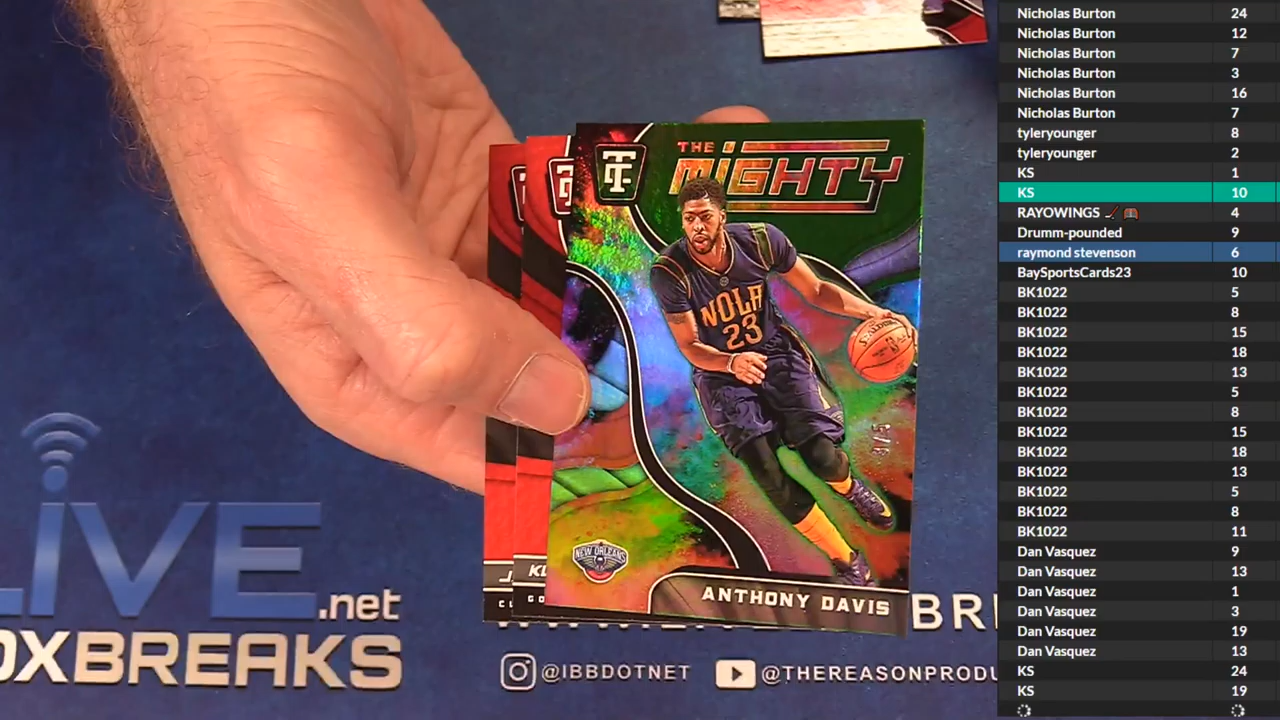 THE
MiGHTY
NOLA
23
SPALDING
NEW ORLEANS
ANTHONY DAVIS
LiVE
.net
OXBREAKS
@IBBDOTNET
@THEREASONPRODU
Nicholas Burton 24
Nicholas Burton 12
Nicholas Burton 7
Nicholas Burton 3
Nicholas Burton 16
Nicholas Burton 7
tyleryounger 8
tyleryounger 2
KS 1
KS 10
RAYOWINGS 4
Drumm-pounded 9
raymond stevenson 6
BaySportsCards23 10
BK1022 5
BK1022 8
BK1022 15
BK1022 18
BK1022 13
BK1022 5
BK1022 8
BK1022 15
BK1022 18
BK1022 13
BK1022 5
BK1022 8
BK1022 11
Dan Vasquez 9
Dan Vasquez 13
Dan Vasquez 1
Dan Vasquez 3
Dan Vasquez 19
Dan Vasquez 13
KS 24
KS 19